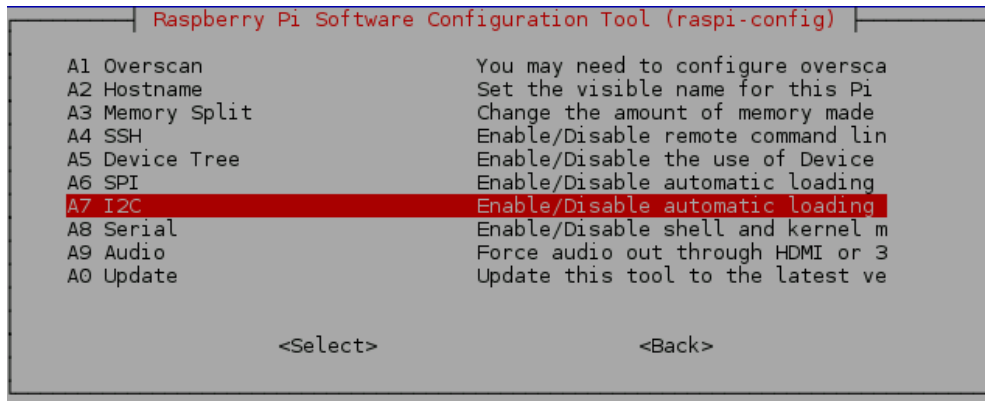 Raspberry Pi Software Configuration Tool (raspi-config)
A1 Overscan You may need to configure oversca
A2 Hostname Set the visible name for this Pi
A3 Memory Split Change the amount of memory made
A4 SSH Enable/Disable remote command lin
A5 Device Tree Enable/Disable the use of Device
A6 SPI Enable/Disable automatic loading
A7 I2C Enable/Disable automatic loading
A8 Serial Enable/Disable shell and kernel m
A9 Audio Force audio out through HDMI or 3
A0 Update Update this tool to the latest ve
<Select> <Back>